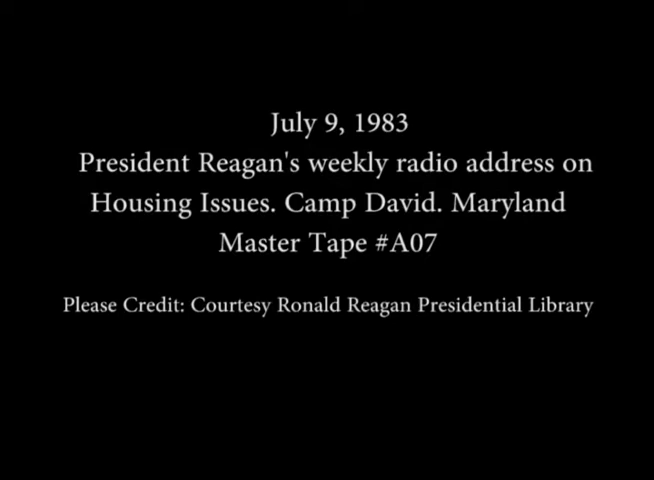 July 9, 1983
President Reagan's weekly radio address on
Housing Issues. Camp David. Maryland
Master Tape #A07
Please Credit: Courtesy Ronald Reagan Presidential Library